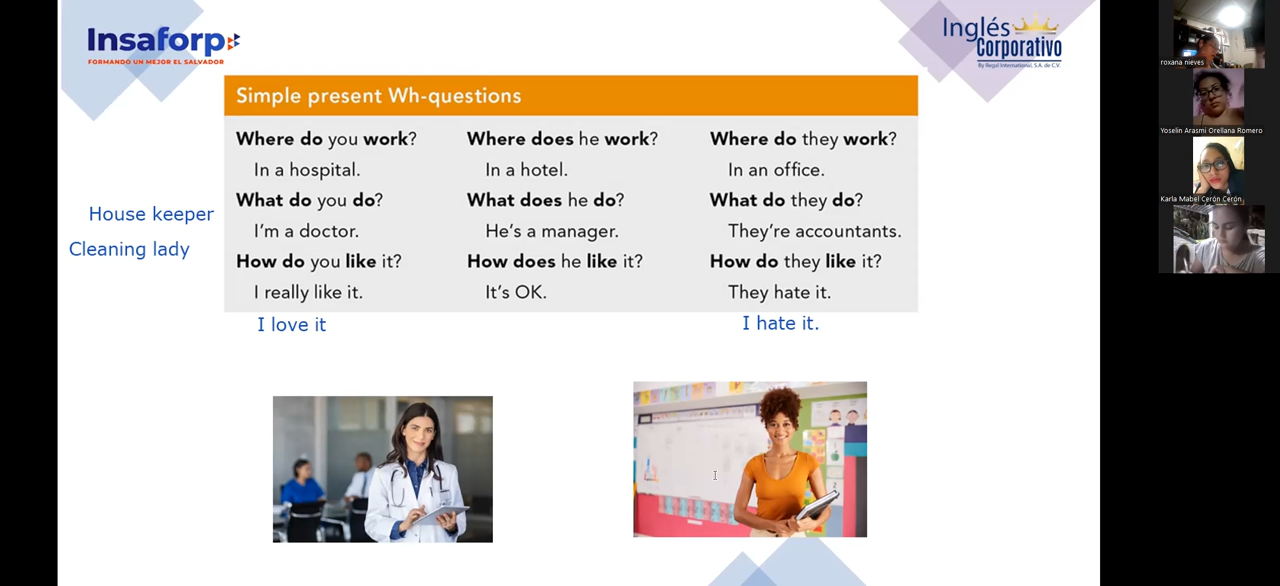 Insaforp
FORMANDO UN MEJOR EL SALVADOR
Inglés
Corporativo
By Regal International, S.A. de C.V
Simple present Wh-questions
Where do you work? Where does he work? Where do they work?
In a hospital. In a hotel. In an office.
What do you do? What does he do? What do they do?
I'm a doctor. He's a manager. They're accountants.
How do you like it? How does he like it? How do they like it?
I really like it. It's OK. They hate it.
House keeper
Cleaning lady
I love it
I hate it.
roxana nieves
Yoselin Arasmi Orellana Romero
Karla Mabel Cerón Cerón